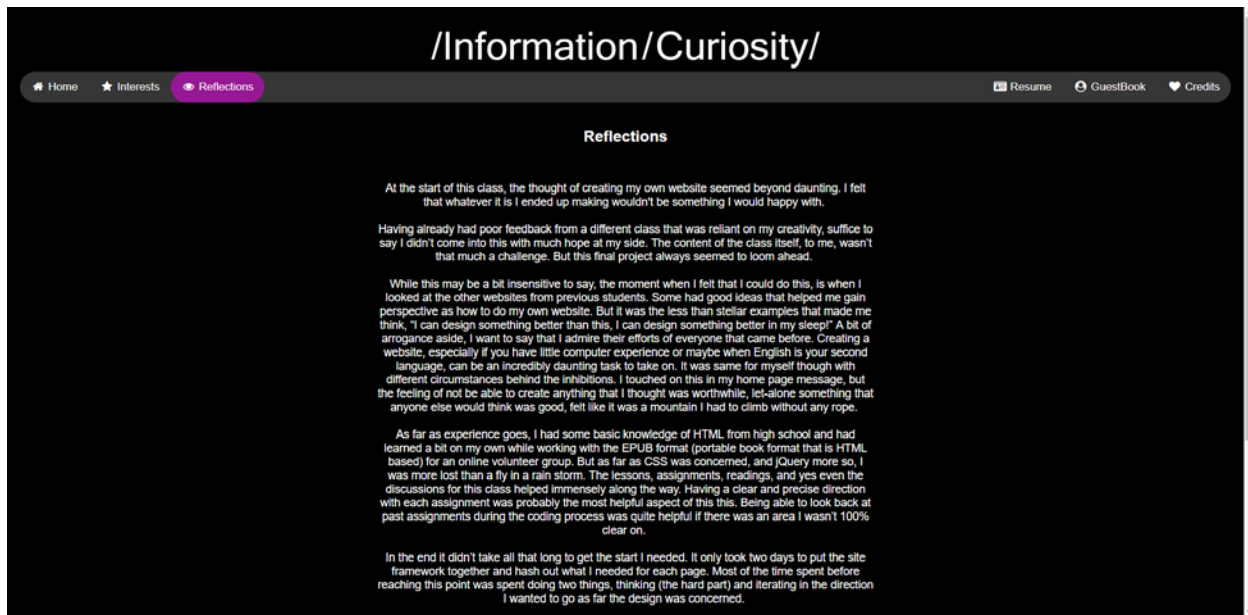 /Information/Curiosity/
Home Interests Reflections Resume GuestBook Credits
Reflections
At the start of this class, the thought of creating my own website seemed beyond daunting. I felt
that whatever it is I ended up making wouldn't be something I would happy with.
Having already had poor feedback from a different class that was reliant on my creativity, suffice to
say I didn't come into this with much hope at my side. The content of the class itself, to me, wasn't
that much a challenge. But this final project always seemed to loom ahead.
While this may be a bit insensitive to say, the moment when I felt that I could do this, is when I
looked at the other websites from previous students. Some had good ideas that helped me gain
perspective as how to do my own website. But it was the less than stellar examples that made me
think, "I can design something better than this, I can design something better in my sleep!" A bit of
arrogance aside, I want to say that I admire their efforts of everyone that came before. Creating a
website, especially if you have little computer experience or maybe when English is your second
language, can be an incredibly daunting task to take on. It was same for myself though with
different circumstances behind the inhibitions. I touched on this in my home page message, but
the feeling of not be able to create anything that I thought was worthwhile, let-alone something that
anyone else would think was good, felt like it was a mountain I had to climb without any rope.
As far as experience goes, I had some basic knowledge of HTML from high school and had
learned a bit on my own while working with the EPUB format (portable book format that is HTML
based) for an online volunteer group. But as far as CSS was concerned, and jQuery more so, I
was more lost than a fly in a rain storm. The lessons, assignments, readings, and yes even the
discussions for this class helped immensely along the way. Having a clear and precise direction
with each assignment was probably the most helpful aspect of this this. Being able to look back at
past assignments during the coding process was quite helpful if there was an area I wasn't 100%
clear on.
In the end it didn't take all that long to get the start I needed. It only took two days to put the site
framework together and hash out what I needed for each page. Most of the time spent before
reaching this point was spent doing two things, thinking (the hard part) and iterating in the direction
I wanted to go as far the design was concerned.